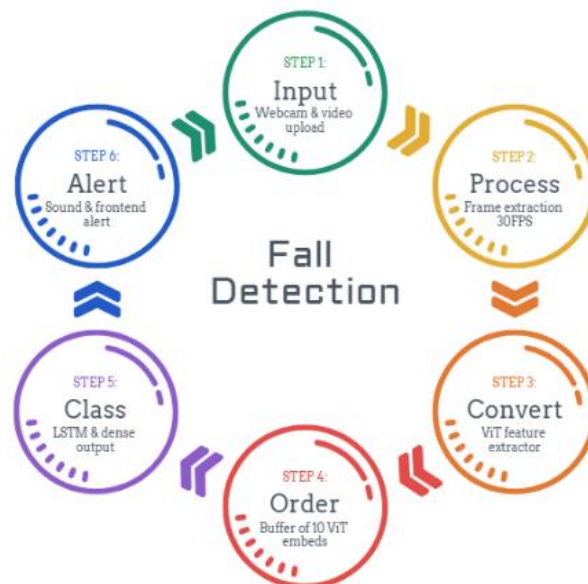 STEP 1:
Input
Webcam & video
upload
STEP 2:
Process
Frame extraction
30FPS
STEP 3:
Convert
ViT feature
extractor
STEP 4:
Order
Buffer of 10 ViT
embeds
STEP 5:
Class
LSTM & dense
output
STEP 6:
Alert
Sound & frontend
alert
Fall
Detection